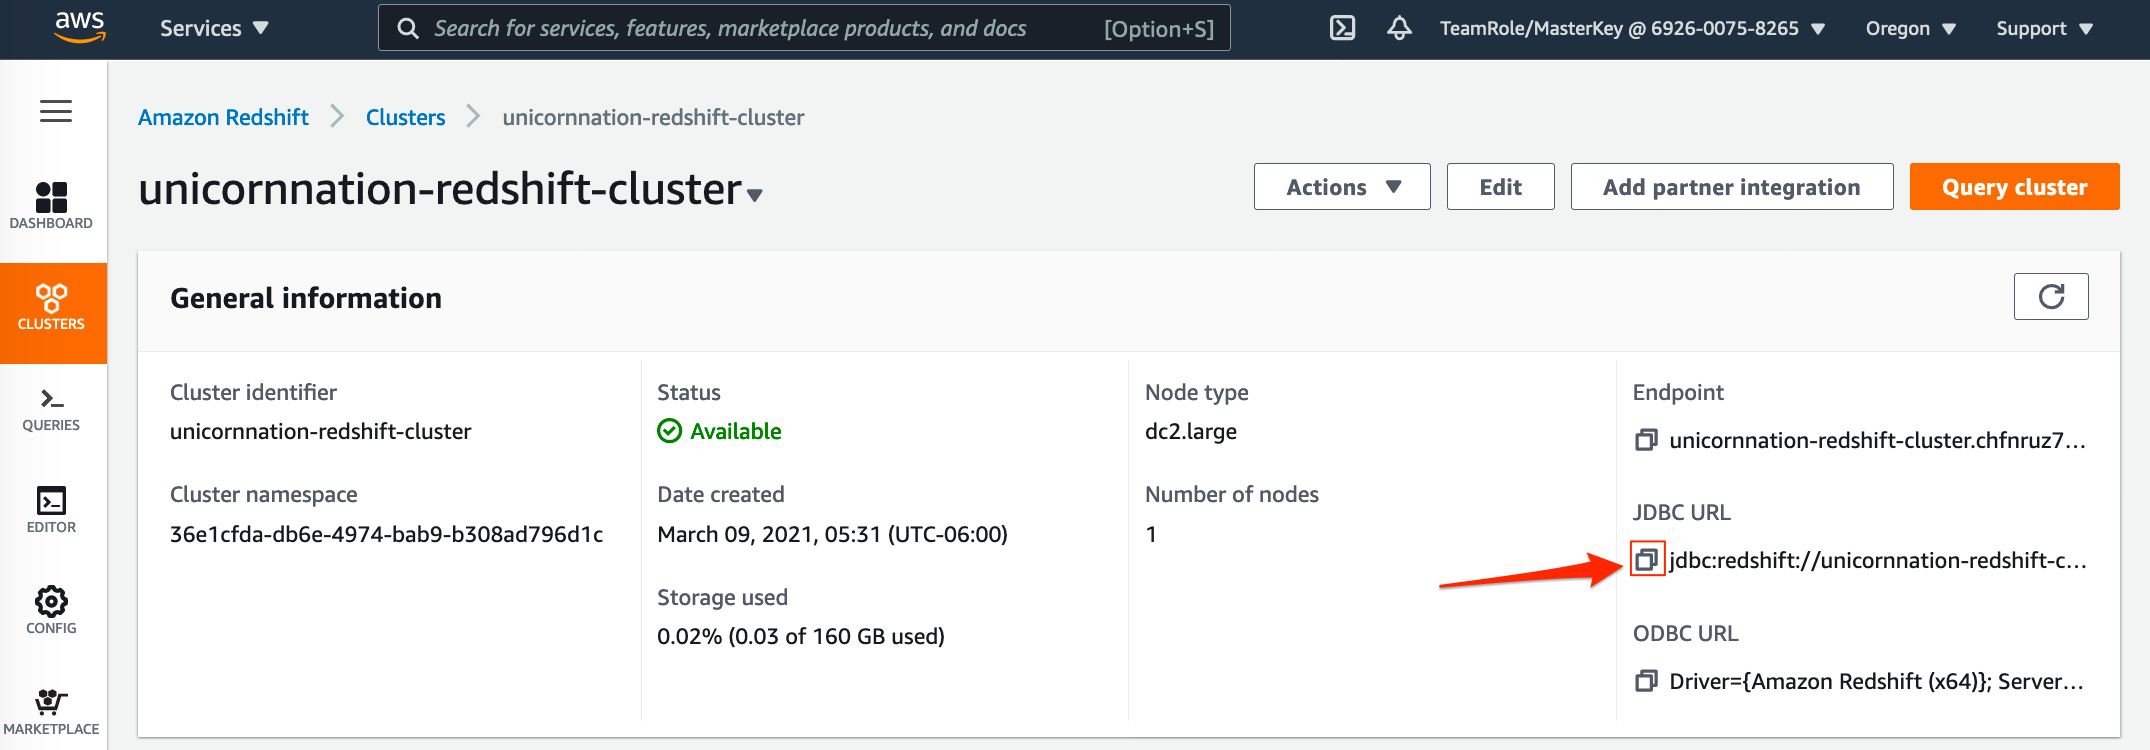 aws Services Search for services, features, marketplace products, and docs [Option+S] TeamRole/MasterKey @ 6926-0075-8265 Oregon Support
Amazon Redshift Clusters unicornnation-redshift-cluster
unicornnation-redshift-cluster
Actions Edit Add partner integration Query cluster
DASHBOARD
CLUSTERS
QUERIES
EDITOR
CONFIG
MARKETPLACE
General information
Cluster identifier
unicornnation-redshift-cluster
Cluster namespace
36e1cfda-db6e-4974-bab9-b308ad796d1c
Status
Available
Date created
March 09, 2021, 05:31 (UTC-06:00)
Storage used
0.02% (0.03 of 160 GB used)
Node type
dc2.large
Number of nodes
1
Endpoint
unicornnation-redshift-cluster.chfnruz7...
JDBC URL
jdbc:redshift://unicornnation-redshift-c...
ODBC URL
Driver={Amazon Redshift (x64)}; Server...